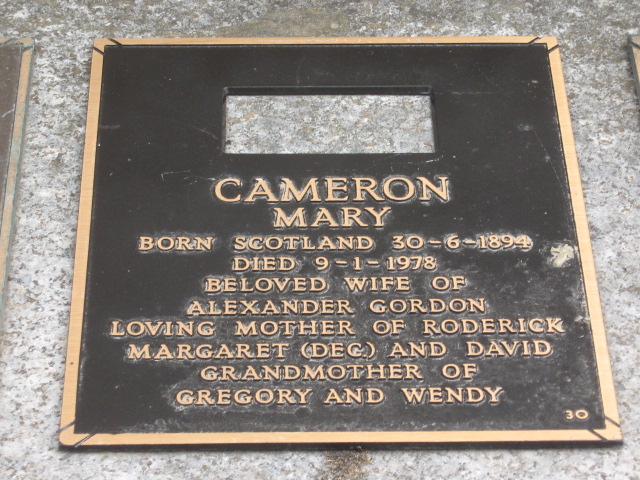 CAMERON
MARY
BORN SCOTLAND 30-6-1894
DIED 9-1-1978
BELOVED WIFE OF
ALEXANDER GORDON
LOVING MOTHER OF RODERICK
MARGARET (DEC) AND DAVID
GRANDMOTHER OF
GREGORY AND WENDY
30